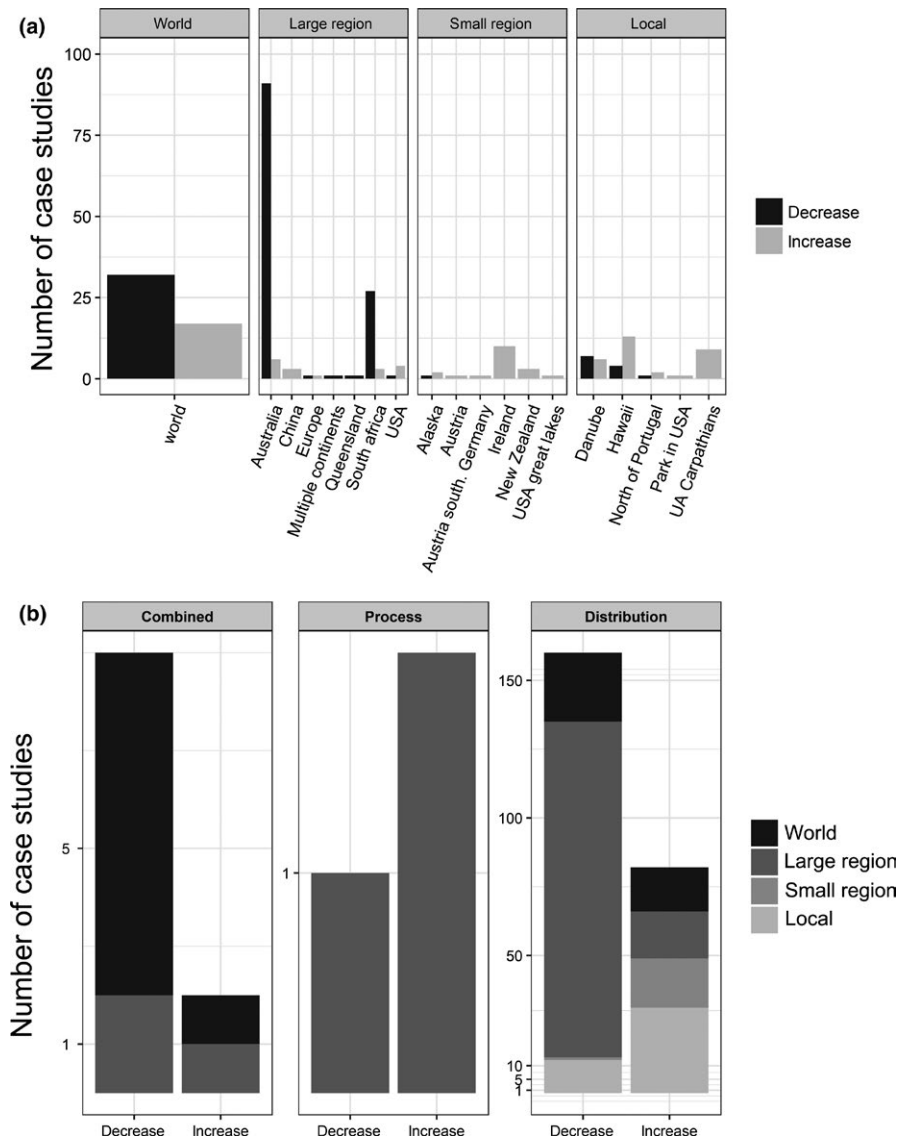 (a)
World
Large region
Small region
Local
Number of case studies
100
75
50
25
0
world
Australia
China
Europe
Multiple continents
Queensland
South africa
USA
Alaska
Austria
Austria south. Germany
Ireland
New Zealand
USA great lakes
Danube
Hawaii
North of Portugal
Park in USA
UA Carpathians
Decrease
Increase
(b)
Combined
Process
Distribution
Number of case studies
5
1
1
150
100
50
10
5
1
Decrease
Increase
Decrease
Increase
Decrease
Increase
World
Large region
Small region
Local